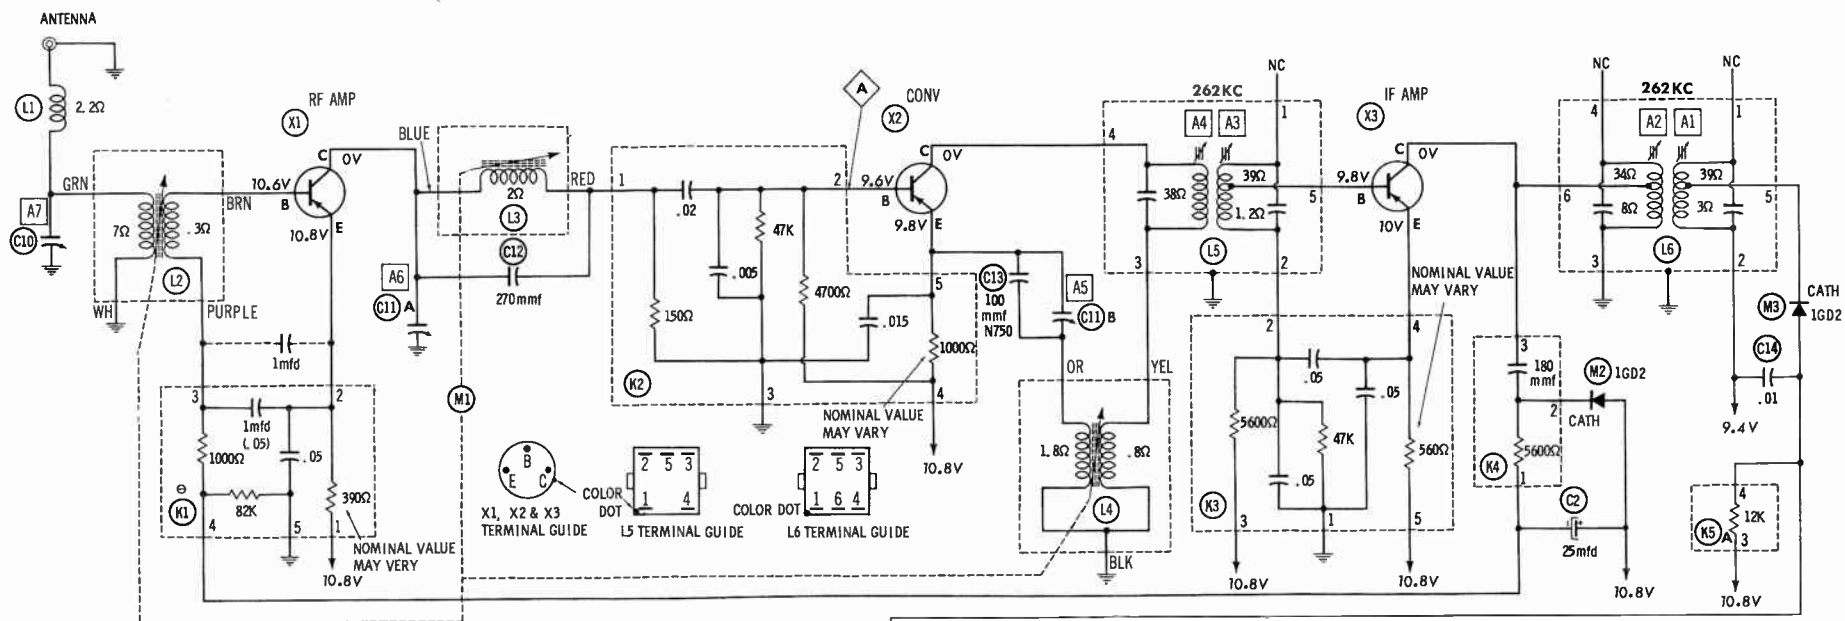 ANTENNA
L1
2.2Ω
RF AMP
X1
C
0V
GRN
BRN
10.6V
B
10.8V
E
A7
C10
7Ω
.3Ω
L2
WH
PURPLE
1mfd
3
2
1mfd
(.05)
1000Ω
.05
82K
390Ω
⊖
K1
4
5
1
NOMINAL VALUE
MAY VERY
10.8V
BLUE
2Ω
L3
RED
C12
270mmf
A6
C11 A
M1
1
2
.02
47K
.005
4700Ω
150Ω
.015
K2
3
A
X2
CONV
C
0V
9.6V
B
9.8V
E
5
1000Ω
4
NOMINAL VALUE
MAY VARY
10.8V
C13
100
mmf
N750
A5
C11 B
OR
YEL
1.8Ω
.8Ω
L4
BLK
B
E
C
COLOR
DOT
X1, X2 & X3
TERMINAL GUIDE
2 5 3
1 4
L5 TERMINAL GUIDE
2 5 3
1 6 4
COLOR DOT
L6 TERMINAL GUIDE
NC
262KC
4
A4
A3
1
38Ω
39Ω
1.2Ω
5
L5
3
2
IF AMP
X3
C
0V
9.8V
B
10V
E
NOMINAL VALUE
MAY VARY
2
4
.05
.05
5600Ω
47K
560Ω
.05
K3
3
1
5
10.8V
10.8V
NC
NC
262KC
4
A2
A1
1
34Ω
39Ω
6
8Ω
3Ω
5
L6
3
2
3
180
mmf
M2
1GD2
2
CATH
5600Ω
K4
1
C2
25mfd
10.8V
CATH
M3
1GD2
C14
.01
9.4V
4
12K
K5 A
3
10.8V